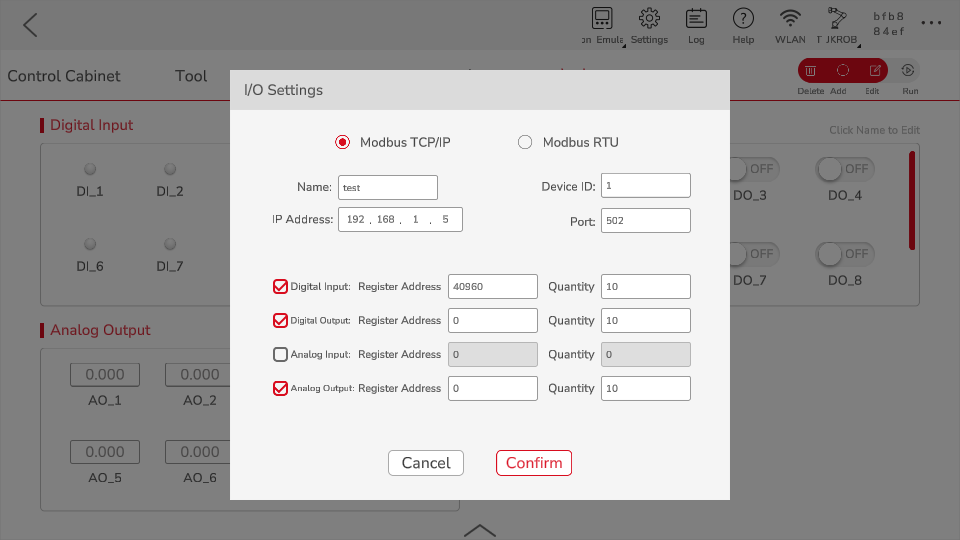 bfb8
84ef
Settings Log Help WLAN JKROB
Control Cabinet Tool
Delete Add Edit Run
I/O Settings
Digital Input
Click Name to Edit
Modbus TCP/IP Modbus RTU
OFF OFF
DI_1 DI_2 DO_3 DO_4
Name: test Device ID: 1
IP Address: 192 . 168 . 1 . 5 Port: 502
OFF OFF
DI_6 DI_7 DO_7 DO_8
Digital Input: Register Address 40960 Quantity 10
Digital Output: Register Address 0 Quantity 10
Analog Output
Analog Input: Register Address 0 Quantity 0
0.000 0.000
Analog Output: Register Address 0 Quantity 10
AO_1 AO_2
0.000 0.000
Cancel Confirm
AO_5 AO_6